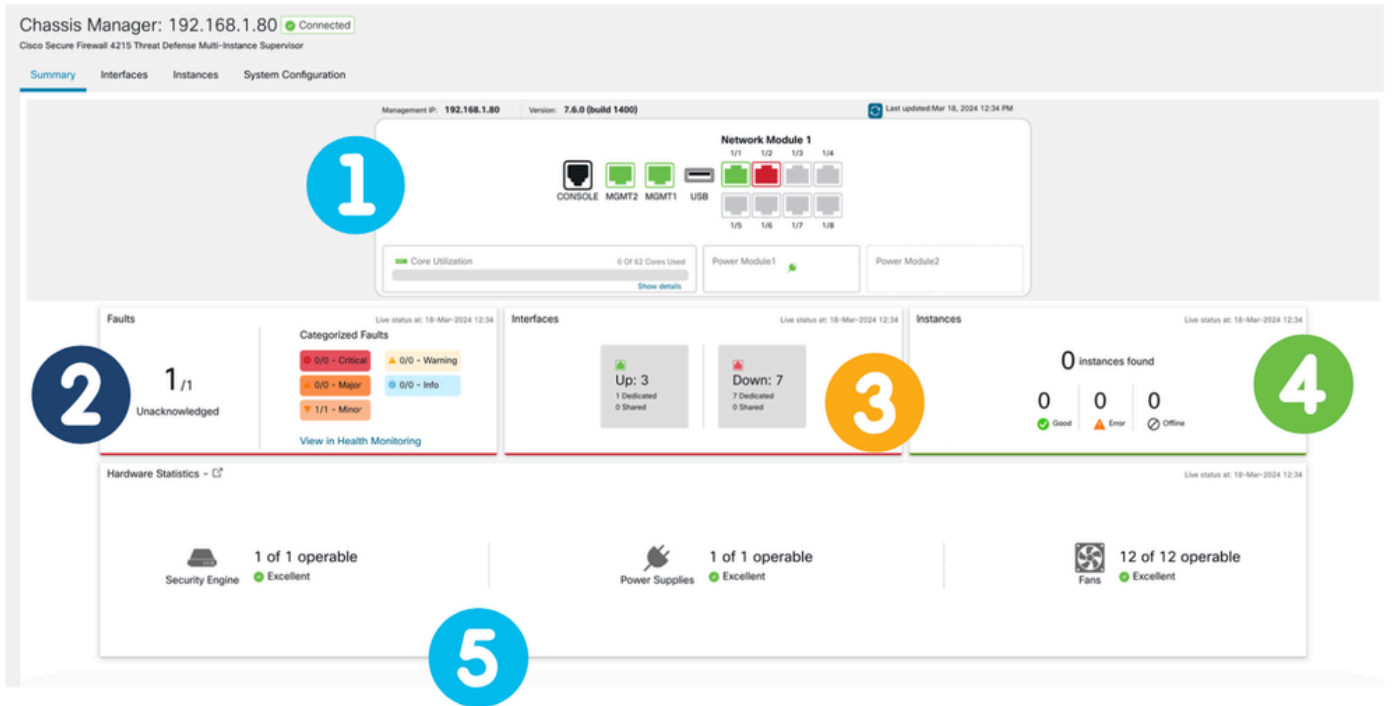 Chassis Manager: 192.168.1.80 Connected
Cisco Secure Firewall 4215 Threat Defense Multi-Instance Supervisor
Summary Interfaces Instances System Configuration
Management IP: 192.168.1.80 Version: 7.6.0 (build 1400) Last updated:Mar 18, 2024 12:34 PM
1
Network Module 1
1/1 1/2 1/3 1/4
CONSOLE MGMT2 MGMT1 USB
1/5 1/6 1/7 1/8
Core Utilization 0 Of 62 Cores Used
Show details
Power Module1
Power Module2
Faults Live status at: 18-Mar-2024 12:34
2
1/1
Unacknowledged
Categorized Faults
0/0 - Critical 0/0 - Warning
0/0 - Major 0/0 - Info
1/1 - Minor
View in Health Monitoring
Interfaces Live status at: 18-Mar-2024 12:34
Up: 3
1 Dedicated
0 Shared
Down: 7
7 Dedicated
0 Shared
3
Instances Live status at: 18-Mar-2024 12:34
0 instances found
0 0 0
Good Error Offline
4
Hardware Statistics - Live status at: 18-Mar-2024 12:34
Security Engine
1 of 1 operable
Excellent
Power Supplies
1 of 1 operable
Excellent
Fans
12 of 12 operable
Excellent
5